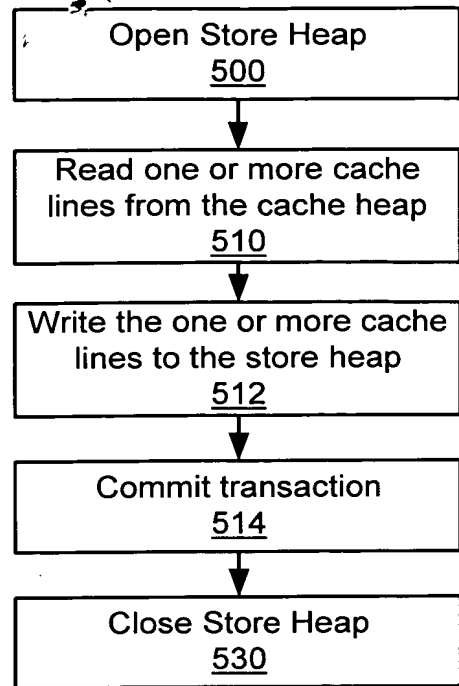 Open Store Heap
500
Read one or more cache
lines from the cache heap
510
Write the one or more cache
lines to the store heap
512
Commit transaction
514
Close Store Heap
530